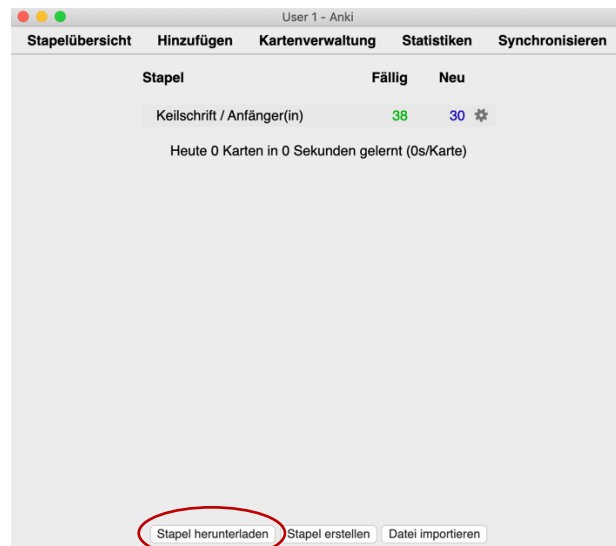 User 1 - Anki
Stapelübersicht Hinzufügen Kartenverwaltung Statistiken Synchronisieren
Stapel Fällig Neu
Keilschrift / Anfänger(in) 38 30
Heute 0 Karten in 0 Sekunden gelernt (0s/Karte)
Stapel herunterladen Stapel erstellen Datei importieren